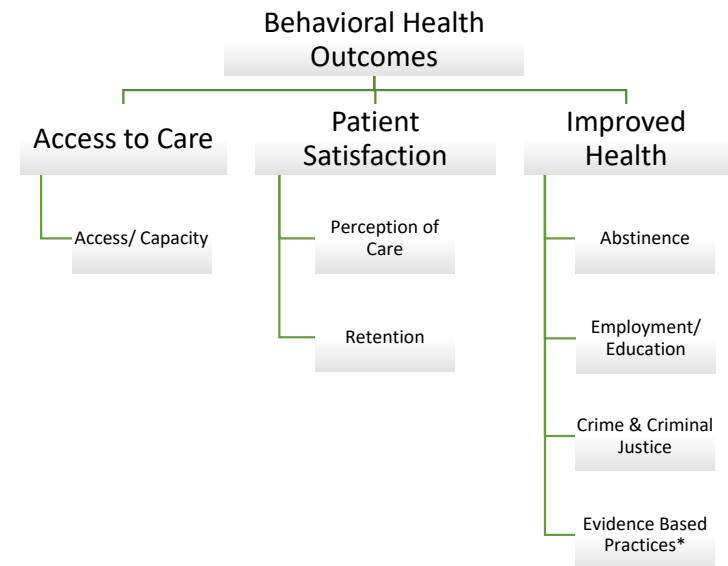 Behavioral Health
Outcomes
Access to Care
Patient
Satisfaction
Improved
Health
Access/ Capacity
Perception of
Care
Retention
Abstinence
Employment/
Education
Crime & Criminal
Justice
Evidence Based
Practices*